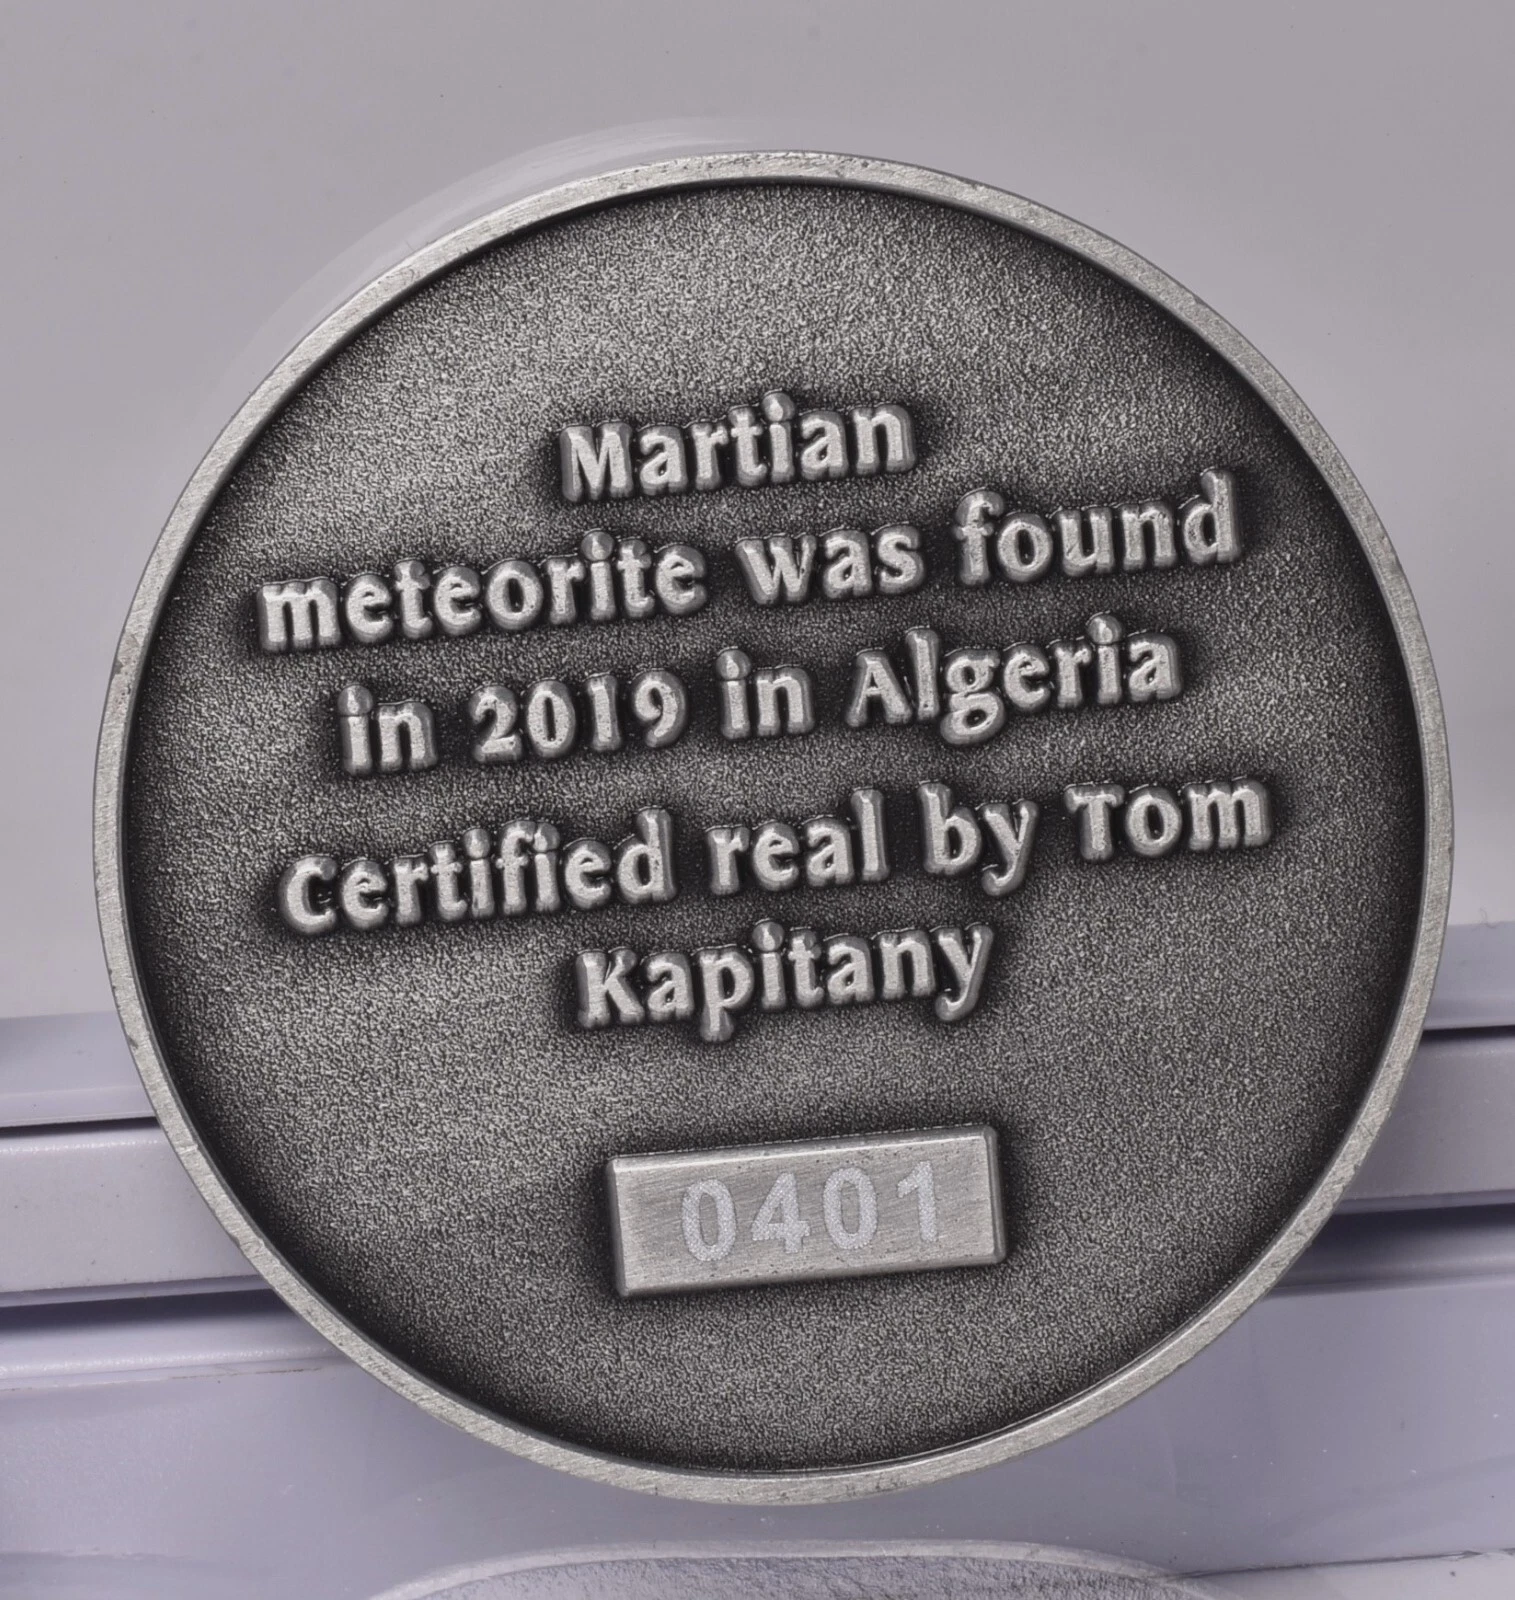 Martian
meteorite was found
in 2019 in Algeria
Certified real by Tom
Kapitany
0401